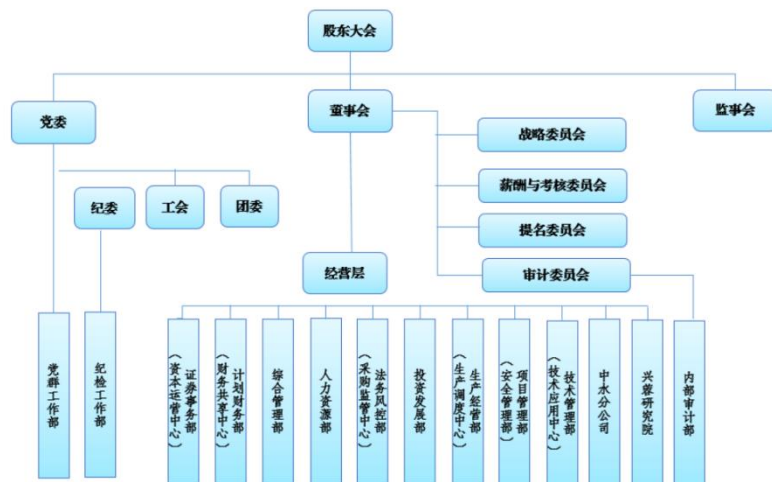 股东大会
党委
董事会
监事会
战略委员会
薪酬与考核委员会
提名委员会
审计委员会
纪委
工会
团委
经营层
党群工作部
纪检工作部
证券事务部
（资本运营中心）
计划财务部
（财务共享中心）
综合管理部
人力资源部
法务风控部
（采购监管中心）
投资发展部
生产经营部
（生产调度中心）
项目管理部
（安全管理部）
技术管理部
（技术应用中心）
中水分公司
兴蓉研究院
内部审计部